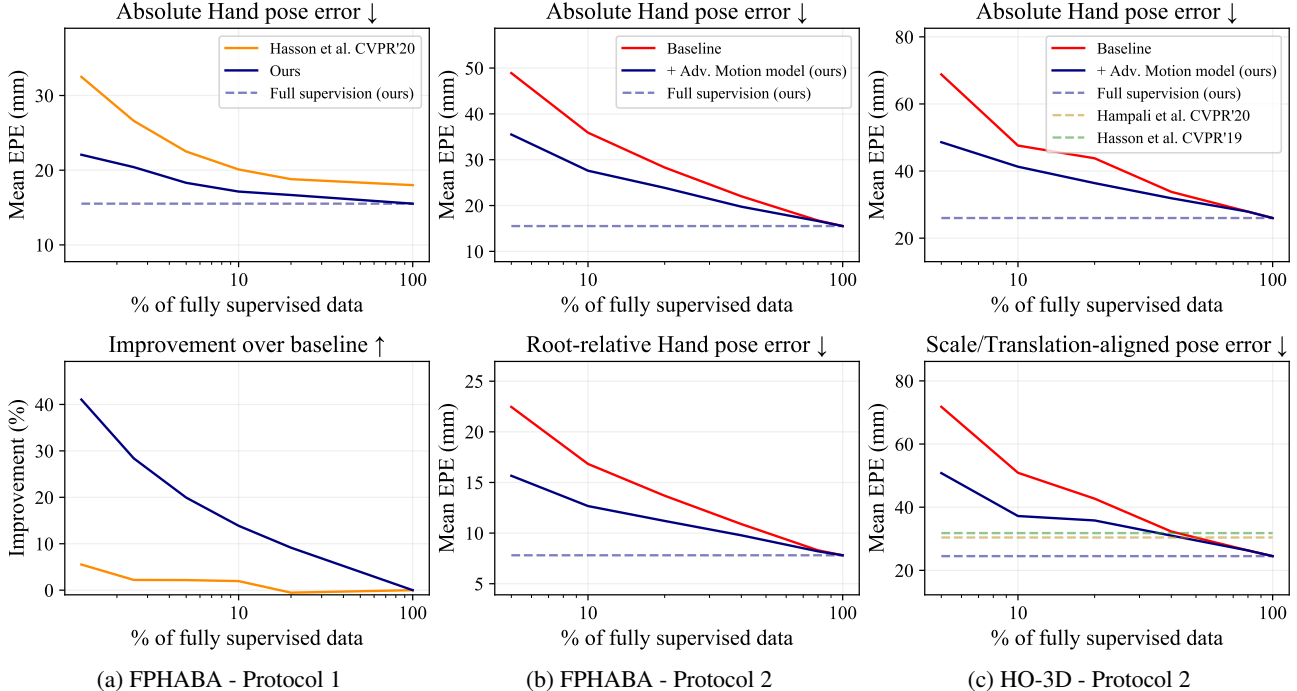 Absolute Hand pose error ↓
Mean EPE (mm)
30
20
10
Hasson et al. CVPR'20
Ours
Full supervision (ours)
10
100
% of fully supervised data
Absolute Hand pose error ↓
Mean EPE (mm)
50
40
30
20
10
Baseline
+ Adv. Motion model (ours)
Full supervision (ours)
10
100
% of fully supervised data
Absolute Hand pose error ↓
Mean EPE (mm)
80
60
40
20
Baseline
+ Adv. Motion model (ours)
Full supervision (ours)
Hampali et al. CVPR'20
Hasson et al. CVPR'19
10
100
% of fully supervised data
Improvement over baseline ↑
Improvement (%)
40
30
20
10
0
10
100
% of fully supervised data
(a) FPHABA - Protocol 1
Root-relative Hand pose error ↓
Mean EPE (mm)
25
20
15
10
5
10
100
% of fully supervised data
(b) FPHABA - Protocol 2
Scale/Translation-aligned pose error ↓
Mean EPE (mm)
80
60
40
20
10
100
% of fully supervised data
(c) HO-3D - Protocol 2